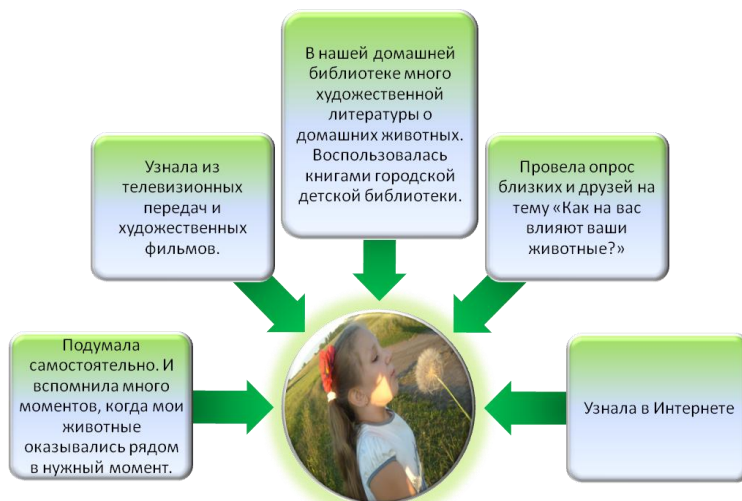 Подумала
самостоятельно. И
вспомнила много
моментов, когда мои
животные
оказывались рядом
в нужный момент.
Узнала из
телевизионных
передач и
художественных
фильмов.
В нашей домашней
библиотеке много
художественной
литературы о
домашних животных.
Воспользовалась
книгами городской
детской библиотеки.
Провела опрос
близких и друзей на
тему «Как на вас
влияют ваши
животные?»
Узнала в Интернете